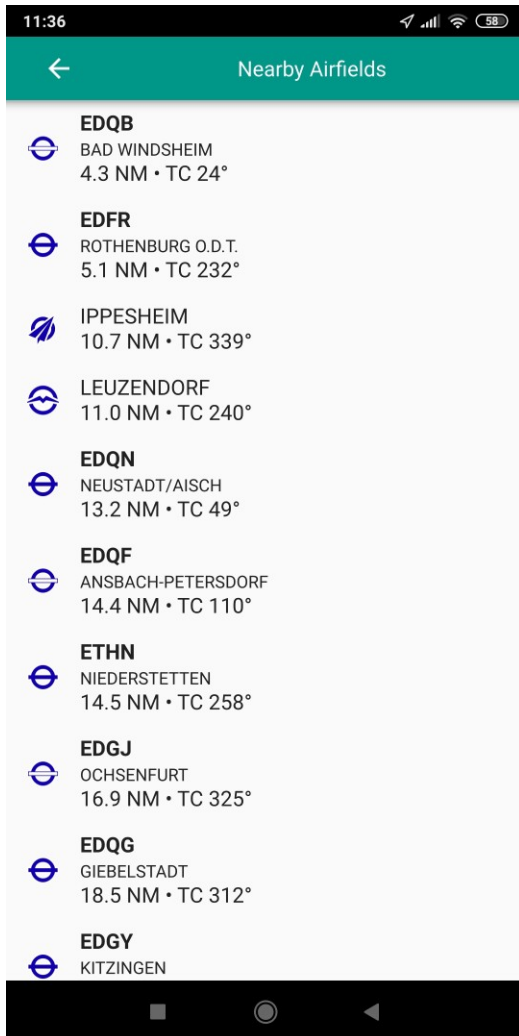 11:36
58
Nearby Airfields
EDQB
BAD WINDSHEIM
4.3 NM • TC 24°
EDFR
ROTHENBURG O.D.T.
5.1 NM • TC 232°
IPPESHEIM
10.7 NM • TC 339°
LEUZENDORF
11.0 NM • TC 240°
EDQN
NEUSTADT/AISCH
13.2 NM • TC 49°
EDQF
ANSBACH-PETERSDORF
14.4 NM • TC 110°
ETHN
NIEDERSTETTEN
14.5 NM • TC 258°
EDGJ
OCHSENFURT
16.9 NM • TC 325°
EDQG
GIEBELSTADT
18.5 NM • TC 312°
EDGY
KITZINGEN